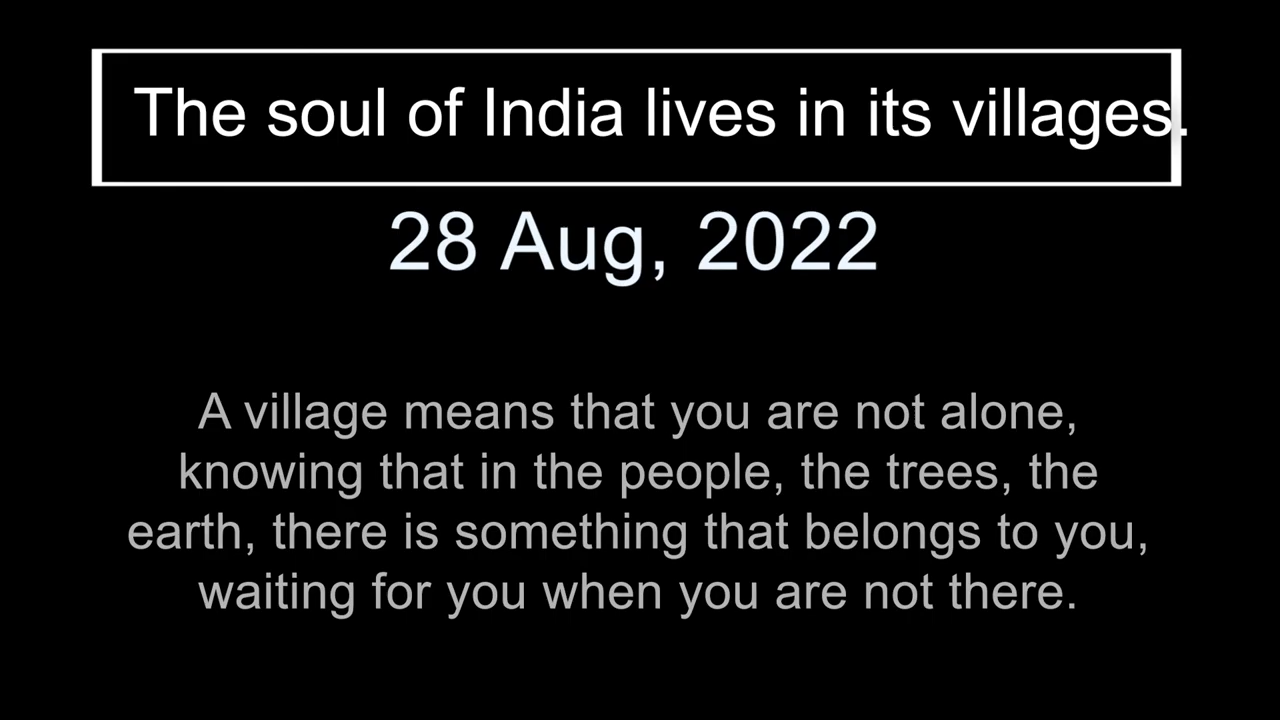 The soul of India lives in its villages.
28 Aug, 2022
A village means that you are not alone,
knowing that in the people, the trees, the
earth, there is something that belongs to you,
waiting for you when you are not there.